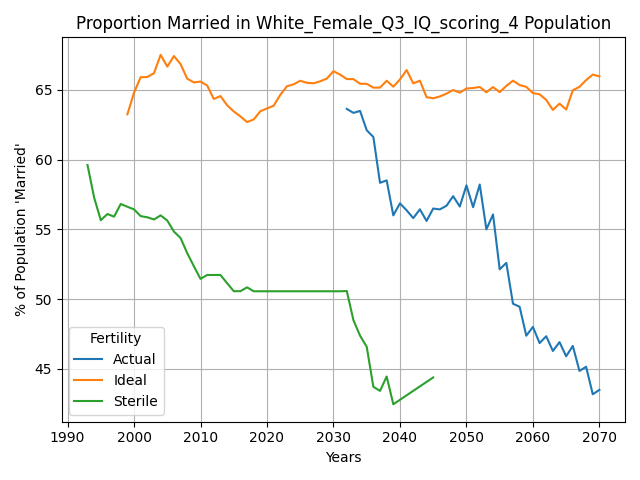 Proportion Married in White_Female_Q3_IQ_scoring_4 Population
% of Population 'Married'
65
60
55
50
45
Fertility
Actual
Ideal
Sterile
1990 2000 2010 2020 2030 2040 2050 2060 2070
Years